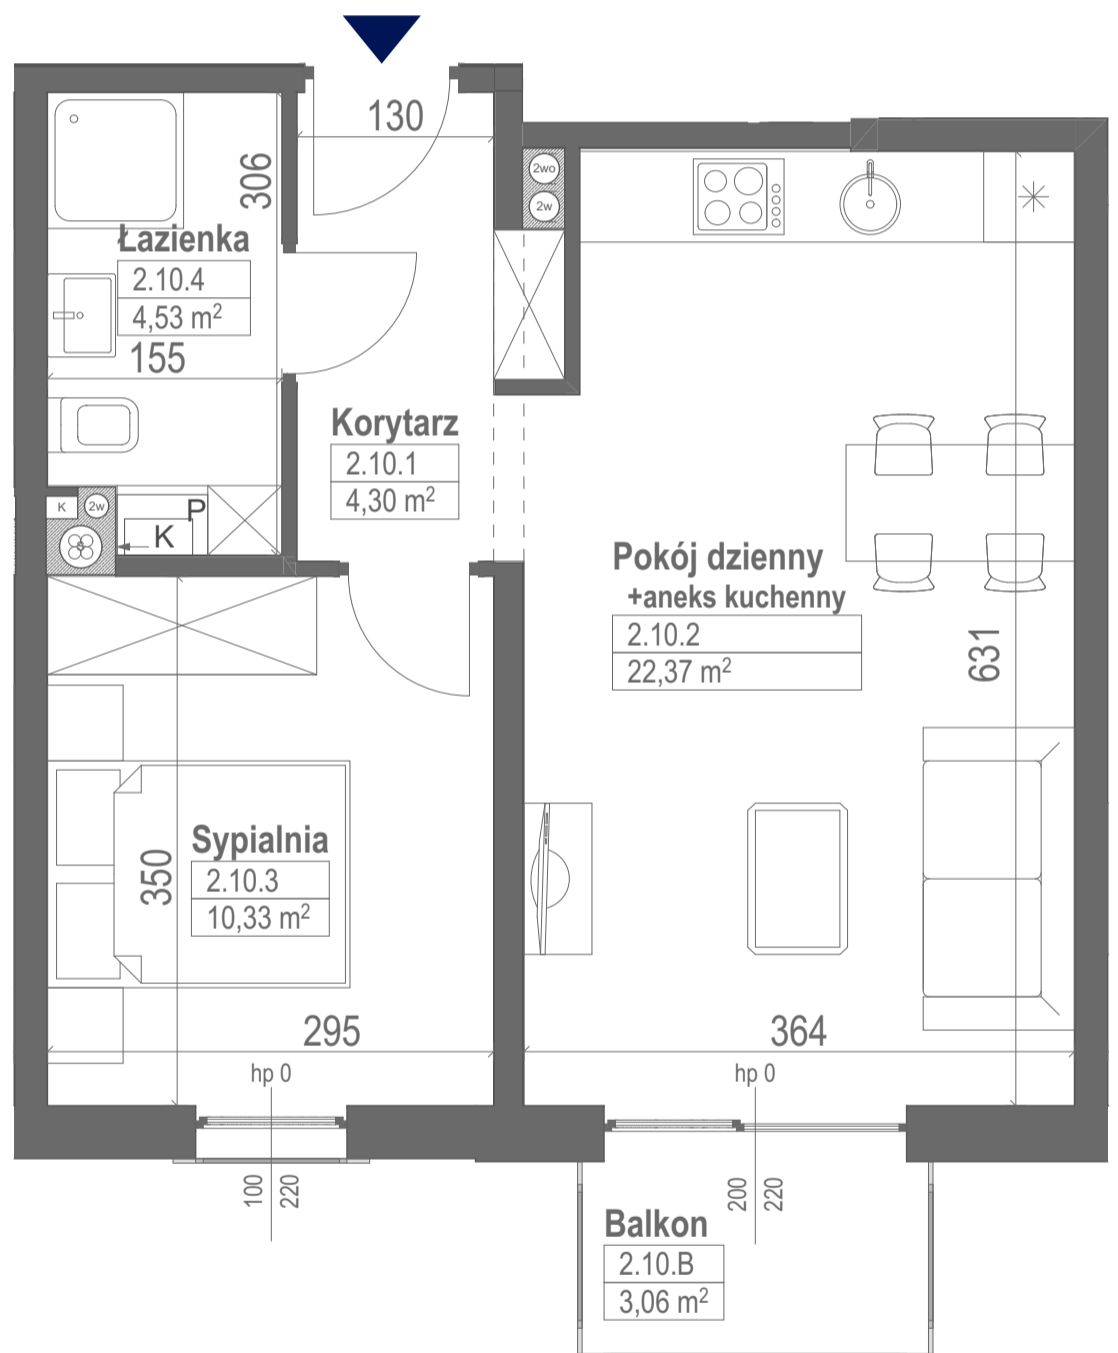 130
306
2wo
2w
Łazienka
2.10.4
4,53 m²
155
Korytarz
2.10.1
4,30 m²
K
2w
P
K
Pokój dzienny
+aneks kuchenny
2.10.2
22,37 m²
631
Sypialnia
2.10.3
10,33 m²
350
295
364
hp 0
hp 0
100
220
200
220
Balkon
2.10.B
3,06 m²